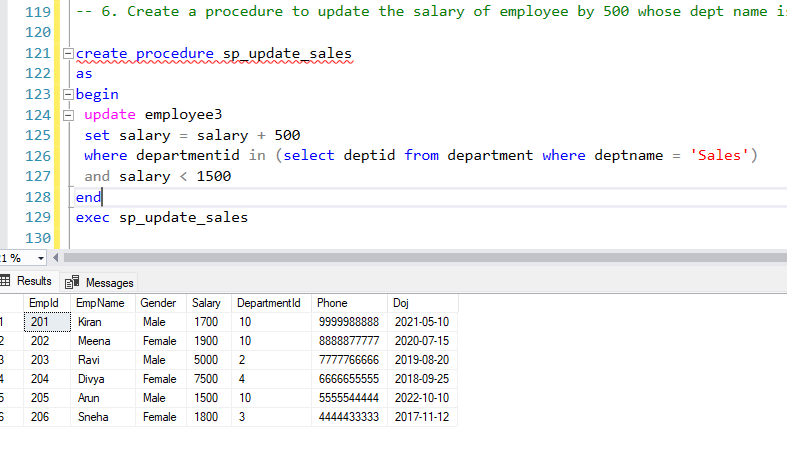 119 -- 6. Create a procedure to update the salary of employee by 500 whose dept name is
120
121 create procedure sp_update_sales
122 as
123 begin
124 update employee3
125 set salary = salary + 500
126 where departmentid in (select deptid from department where deptname = 'Sales')
127 and salary < 1500
128 end
129 exec sp_update_sales
130
1 %
Results Messages
EmpId EmpName Gender Salary DepartmentId Phone Doj
1 201 Kiran Male 1700 10 9999988888 2021-05-10
2 202 Meena Female 1900 10 8888877777 2020-07-15
3 203 Ravi Male 5000 2 7777766666 2019-08-20
4 204 Divya Female 7500 4 6666655555 2018-09-25
5 205 Arun Male 1500 10 5555544444 2022-10-10
6 206 Sneha Female 1800 3 4444433333 2017-11-12